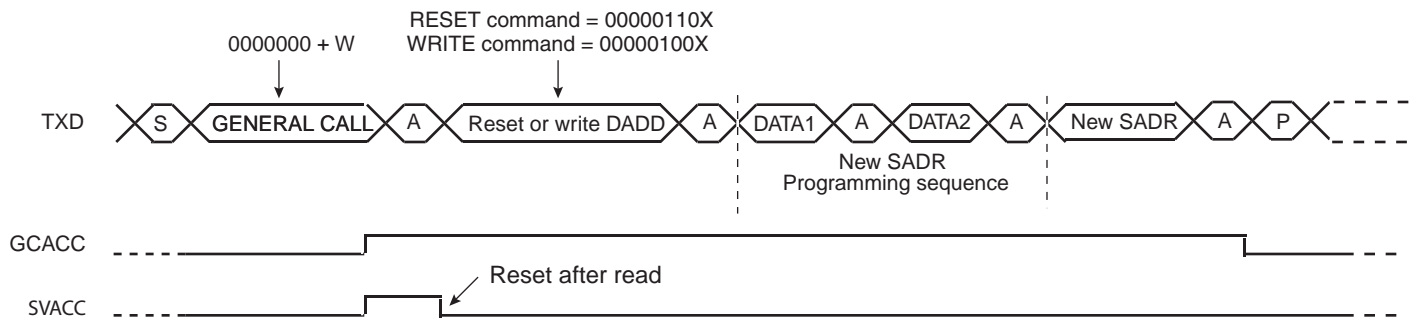 RESET command = 00000110X
0000000 + W
WRITE command = 00000100X
TXD
S
GENERAL CALL
A
Reset or write DADD
A
DATA1
A
DATA2
A
New SADR
A
P
New SADR
Programming sequence
GCACC
Reset after read
SVACC